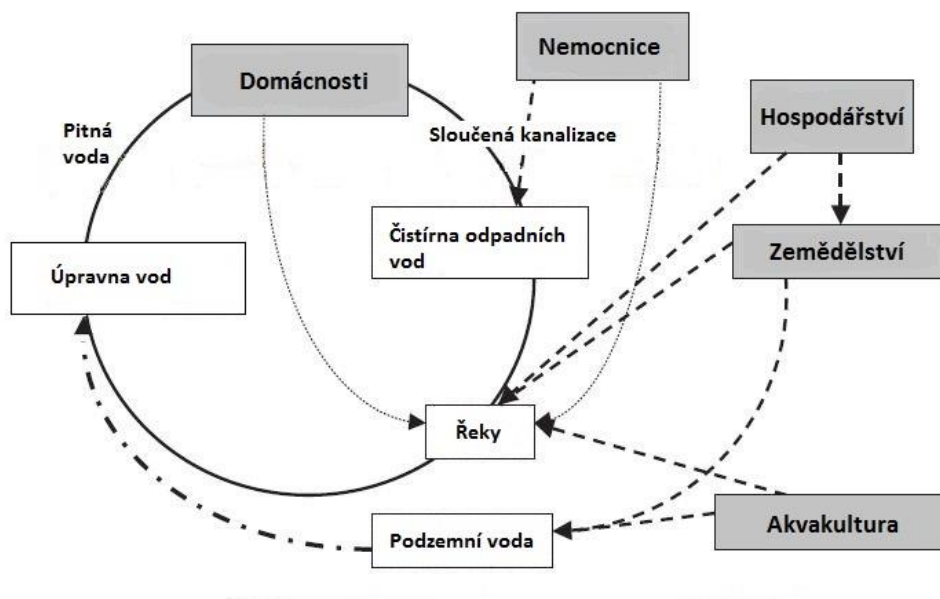 Nemocnice
Domácnosti
Hospodářství
Pitná
voda
Sloučená kanalizace
Čistírna odpadních
vod
Zemědělství
Úpravna vod
Řeky
Akvakultura
Podzemní voda